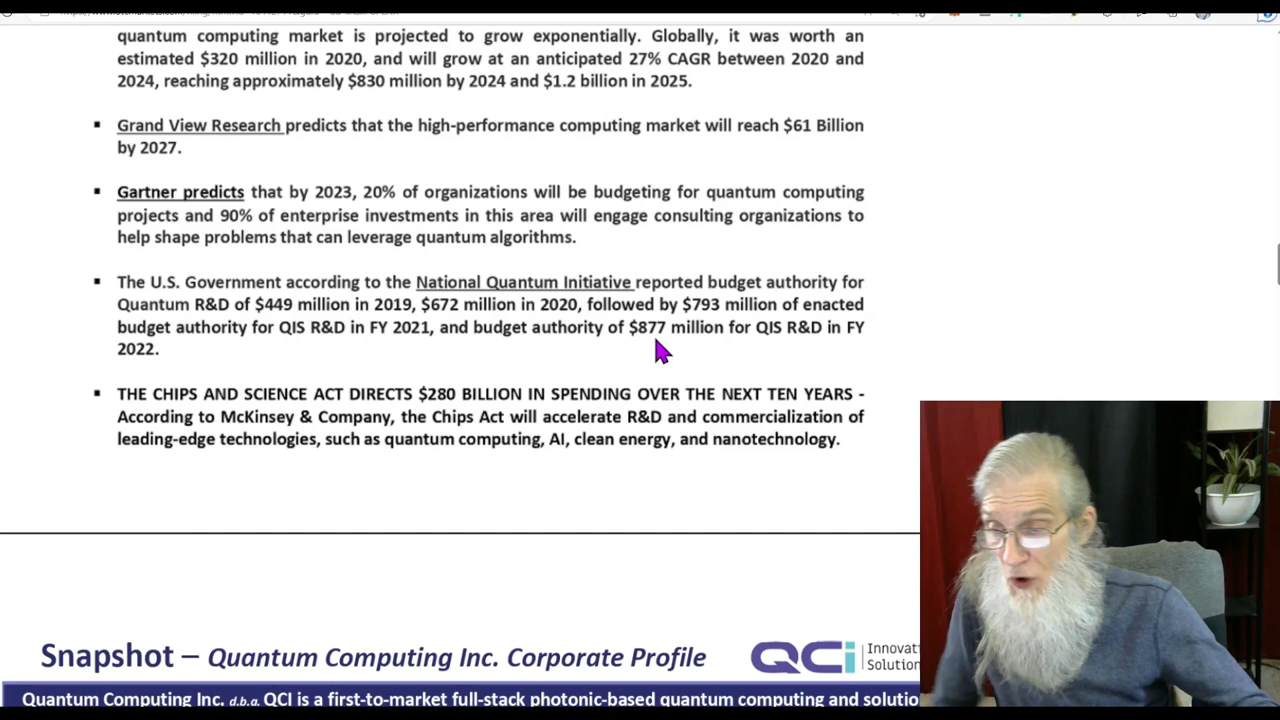 quantum computing market is projected to grow exponentially. Globally, it was worth an
estimated $320 million in 2020, and will grow at an anticipated 27% CAGR between 2020 and
2024, reaching approximately $830 million by 2024 and $1.2 billion in 2025.
▪ Grand View Research predicts that the high-performance computing market will reach $61 Billion
by 2027.
▪ Gartner predicts that by 2023, 20% of organizations will be budgeting for quantum computing
projects and 90% of enterprise investments in this area will engage consulting organizations to
help shape problems that can leverage quantum algorithms.
▪ The U.S. Government according to the National Quantum Initiative reported budget authority for
Quantum R&D of $449 million in 2019, $672 million in 2020, followed by $793 million of enacted
budget authority for QIS R&D in FY 2021, and budget authority of $877 million for QIS R&D in FY
2022.
▪ THE CHIPS AND SCIENCE ACT DIRECTS $280 BILLION IN SPENDING OVER THE NEXT TEN YEARS -
According to McKinsey & Company, the Chips Act will accelerate R&D and commercialization of
leading-edge technologies, such as quantum computing, AI, clean energy, and nanotechnology.
Snapshot – Quantum Computing Inc. Corporate Profile
QCi
Innovat
Solution
Quantum Computing Inc. d.b.a. QCI is a first-to-market full-stack photonic-based quantum computing and solutio